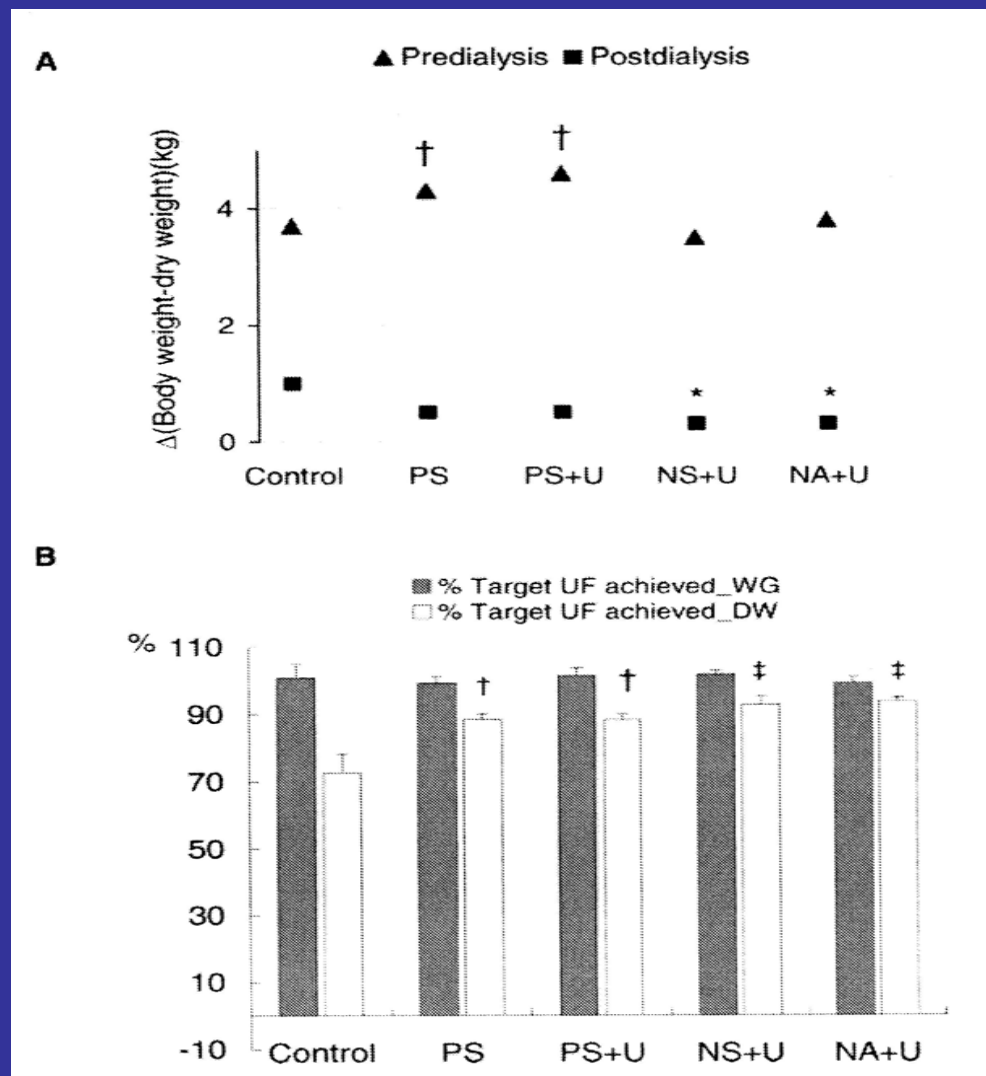 A
▲ Predialysis ■ Postdialysis
Δ(Body weight-dry weight)(kg)
† †
4
2
* *
0
Control PS PS+U NS+U NA+U
B
% Target UF achieved_WG
% Target UF achieved_DW
% 110
† † ‡ ‡
90
70
50
30
10
-10
Control PS PS+U NS+U NA+U